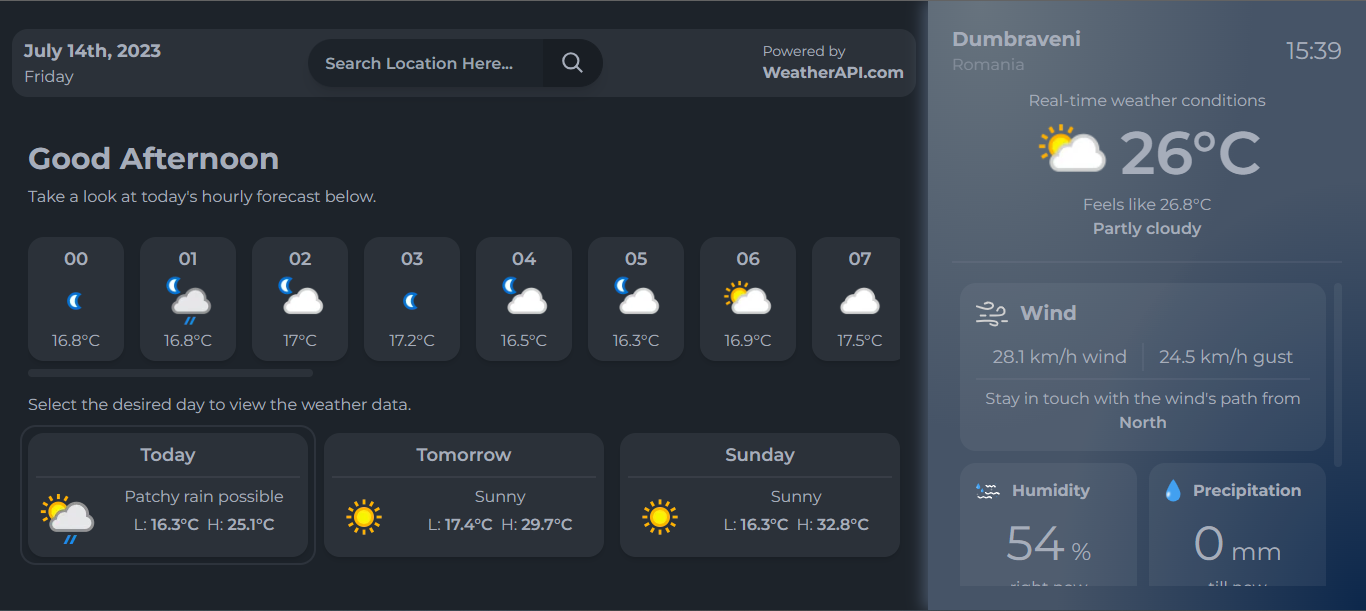 July 14th, 2023
Friday
Search Location Here...
Powered by
WeatherAPI.com
Good Afternoon
Take a look at today's hourly forecast below.
00 01 02 03 04 05 06 07
16.8°C 16.8°C 17°C 17.2°C 16.5°C 16.3°C 16.9°C 17.5°C
Select the desired day to view the weather data.
Today
Patchy rain possible
L: 16.3°C H: 25.1°C
Tomorrow
Sunny
L: 17.4°C H: 29.7°C
Sunday
Sunny
L: 16.3°C H: 32.8°C
Dumbraveni
Romania
15:39
Real-time weather conditions
26°C
Feels like 26.8°C
Partly cloudy
Wind
28.1 km/h wind 24.5 km/h gust
Stay in touch with the wind's path from
North
Humidity
54 %
right now
Precipitation
0 mm
till now